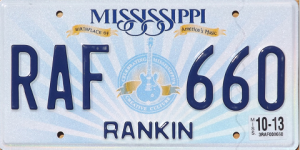 MISSISSIPPI
BIRTHPLACE OF AMERICA'S MUSIC
RAF 660
10-13
RANKIN